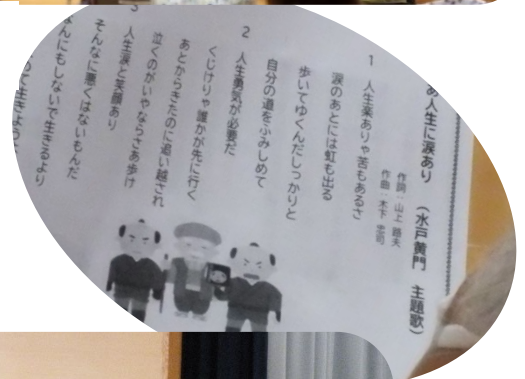 あ人生に涙あり (水戸黄門 主題歌)
作詞:山上 路夫
作曲:木下 忠司
1 人生楽ありゃ苦もあるさ
涙のあとには虹も出る
歩いてゆくんだしっかりと
自分の道をふみしめて
2 人生勇気が必要だ
くじけりゃ誰かが先に行く
あとからきたのに追い越され
泣くのがいやならさあ歩け
3 人生涙と笑顔あり
そんなに悪くはないもんだ
んにもしないで生きるより
て生きよう